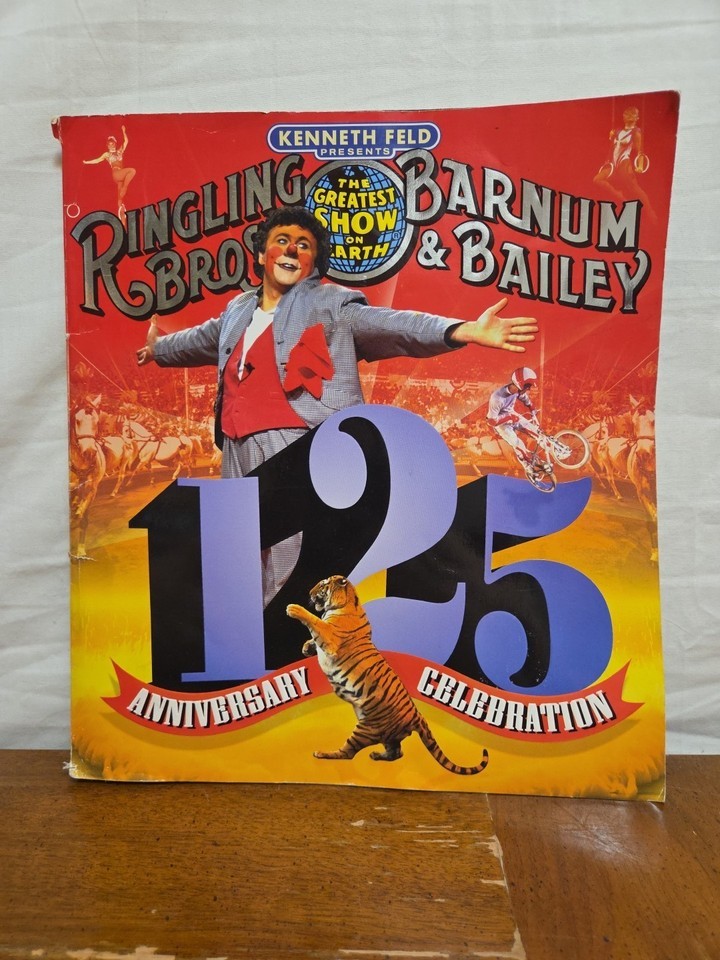 KENNETH FELD
PRESENTS
RINGLING
BROS
THE
GREATEST
SHOW
ON
EARTH ®
BARNUM
& BAILEY
125
ANNIVERSARY CELEBRATION